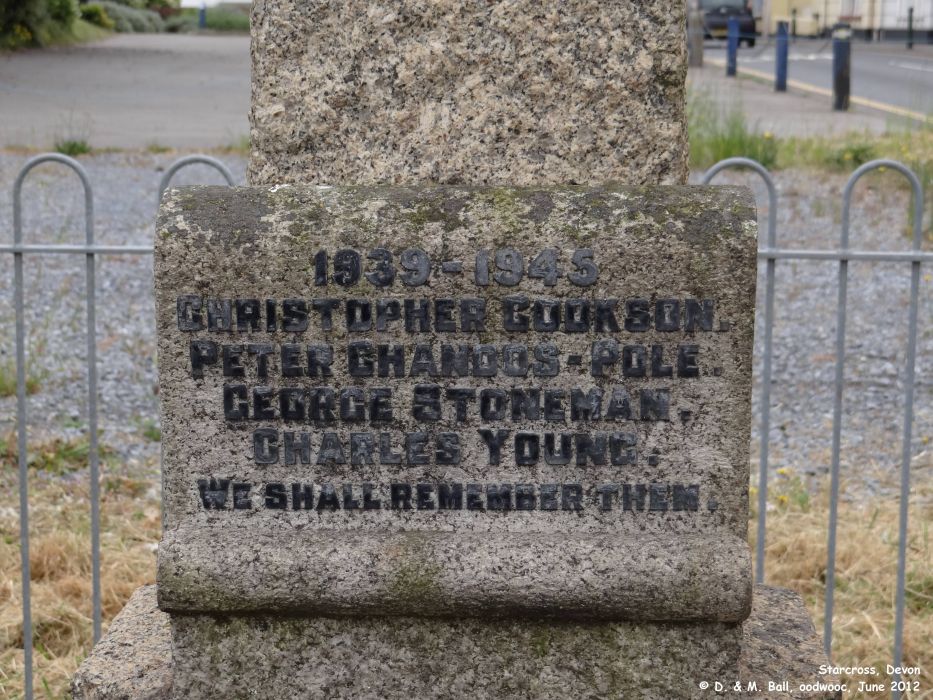 1939-1945
CHRISTOPHER COOKSON.
PETER CHANDOS-POLE.
GEORGE STONEMAN.
CHARLES YOUNG.
WE SHALL REMEMBER THEM.
Starcross, Devon
© D. & M. Ball, oodwooc, June 2012